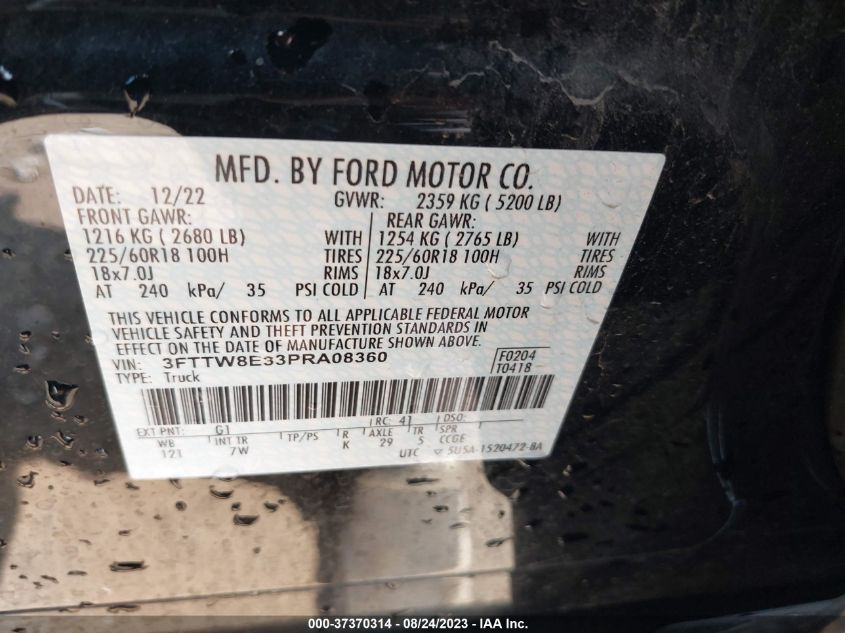 MFD. BY FORD MOTOR CO.
DATE: 12/22 GVWR: 2359 KG ( 5200 LB)
FRONT GAWR: REAR GAWR:
1216 KG ( 2680 LB) WITH 1254 KG ( 2765 LB) WITH
225/60R18 100H TIRES 225/60R18 100H TIRES
18x7.0J RIMS 18x7.0J RIMS
AT 240 kPa/ 35 PSI COLD AT 240 kPa/ 35 PSI COLD
THIS VEHICLE CONFORMS TO ALL APPLICABLE FEDERAL MOTOR
VEHICLE SAFETY AND THEFT PREVENTION STANDARDS IN
EFFECT ON THE DATE OF MANUFACTURE SHOWN ABOVE.
VIN: 3FTTW8E33PRA08360 F0204
TYPE: Truck T0418
EXT PNT: G1 RC: 41 DSO:
WB INT TR TP/PS R AXLE TR SPR
121 7W K 29 5 CCGE
UTC ▽ 5U5A-1520472-BA
000-37370314 - 08/24/2023 - IAA Inc.